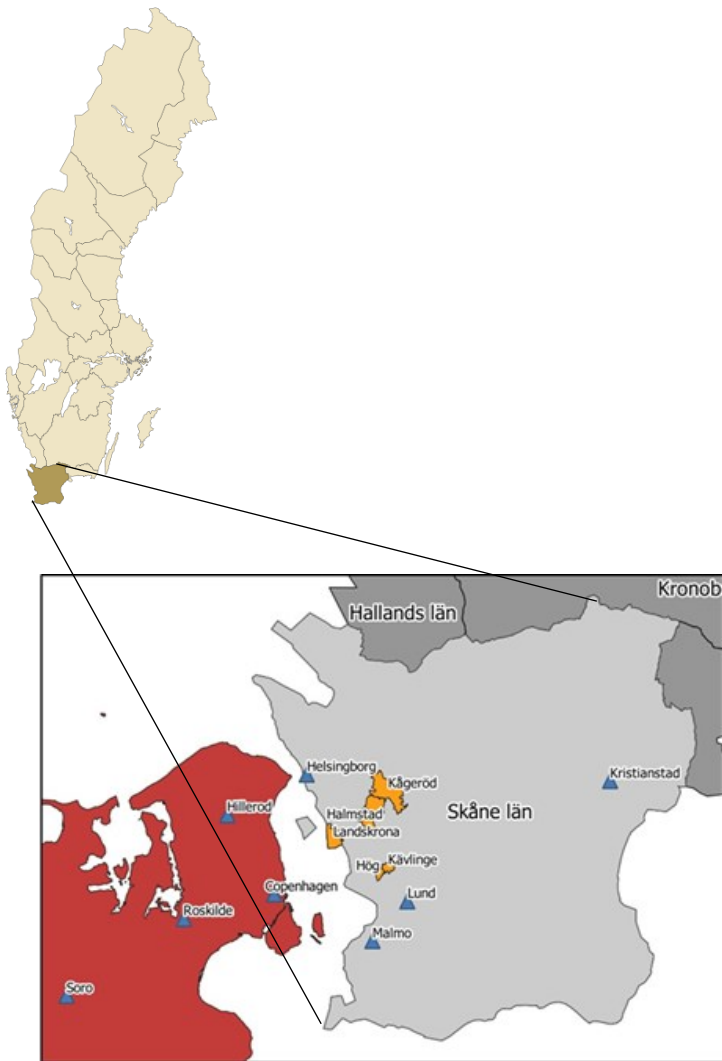 Kronob
Hallands län
Helsingborg
Kågeröd
Kristianstad
Hillerod
Halmstad
Skåne län
Landskrona
Hög
Kävlinge
Copenhagen
Lund
Roskilde
Malmo
Soro